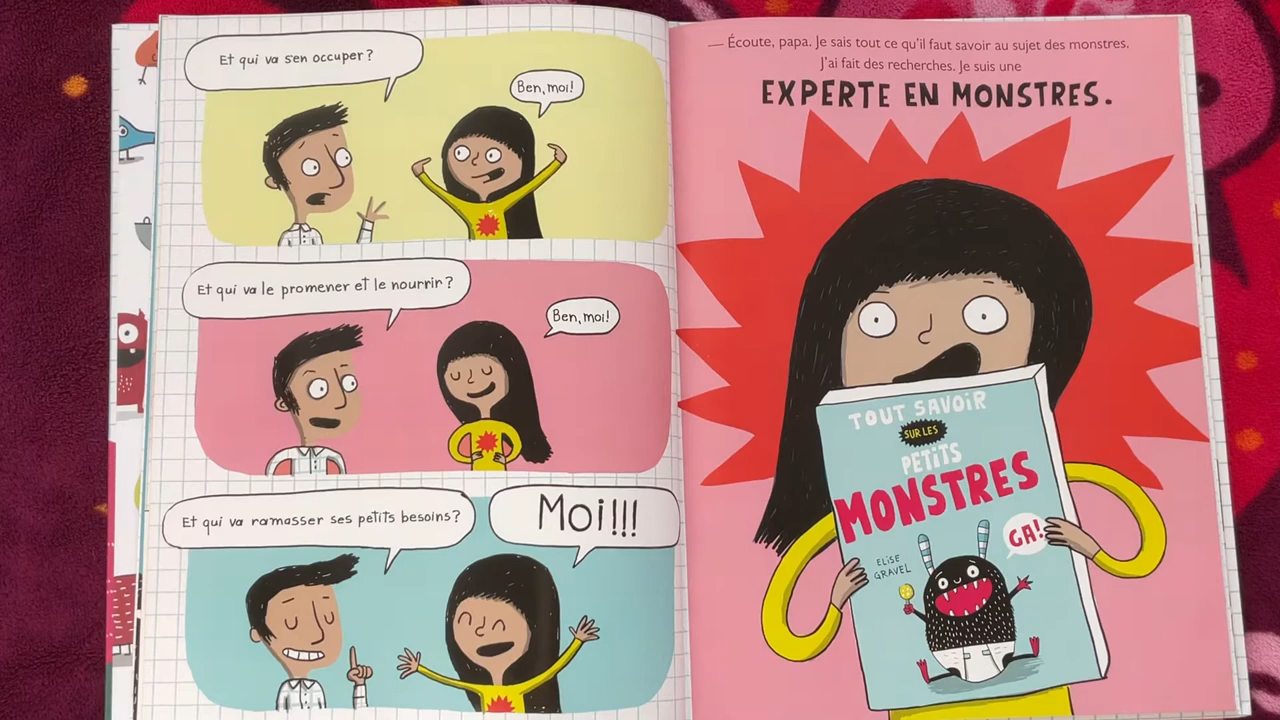 Et qui va s'en occuper ?
Ben, moi!
Et qui va le promener et le nourrir ?
Ben, moi!
Et qui va ramasser ses petits besoins?
Moi!!!
— Écoute, papa. Je sais tout ce qu'il faut savoir au sujet des monstres.
J'ai fait des recherches. Je suis une
EXPERTE EN MONSTRES.
TOUT SAVOIR
SUR LES
PETITS
MONSTRES
GA!
ELISE
GRAVEL